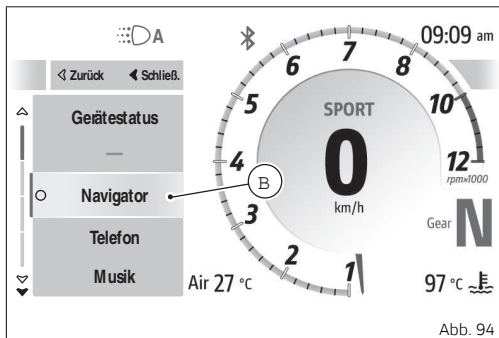 A
09:09 am
Zurück Schließ.
Gerätestatus
Navigator
Telefon
Musik
B
1
2
3
4
5
6
7
8
10
12
rpm×1000
SPORT
0
km/h
Gear N
Air 27 °C
97 °C
Abb. 94